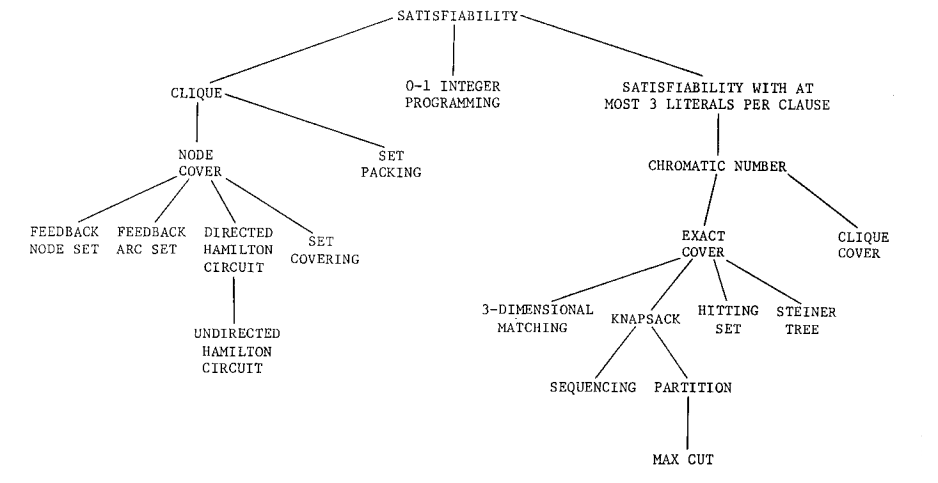 SATISFIABILITY
CLIQUE
0-1 INTEGER
PROGRAMMING
SATISFIABILITY WITH AT
MOST 3 LITERALS PER CLAUSE
NODE
COVER
SET
PACKING
CHROMATIC NUMBER
FEEDBACK
NODE SET
FEEDBACK
ARC SET
DIRECTED
HAMILTON
CIRCUIT
SET
COVERING
EXACT
COVER
CLIQUE
COVER
3-DIMENSIONAL
MATCHING
KNAPSACK
HITTING
SET
STEINER
TREE
UNDIRECTED
HAMILTON
CIRCUIT
SEQUENCING
PARTITION
MAX CUT